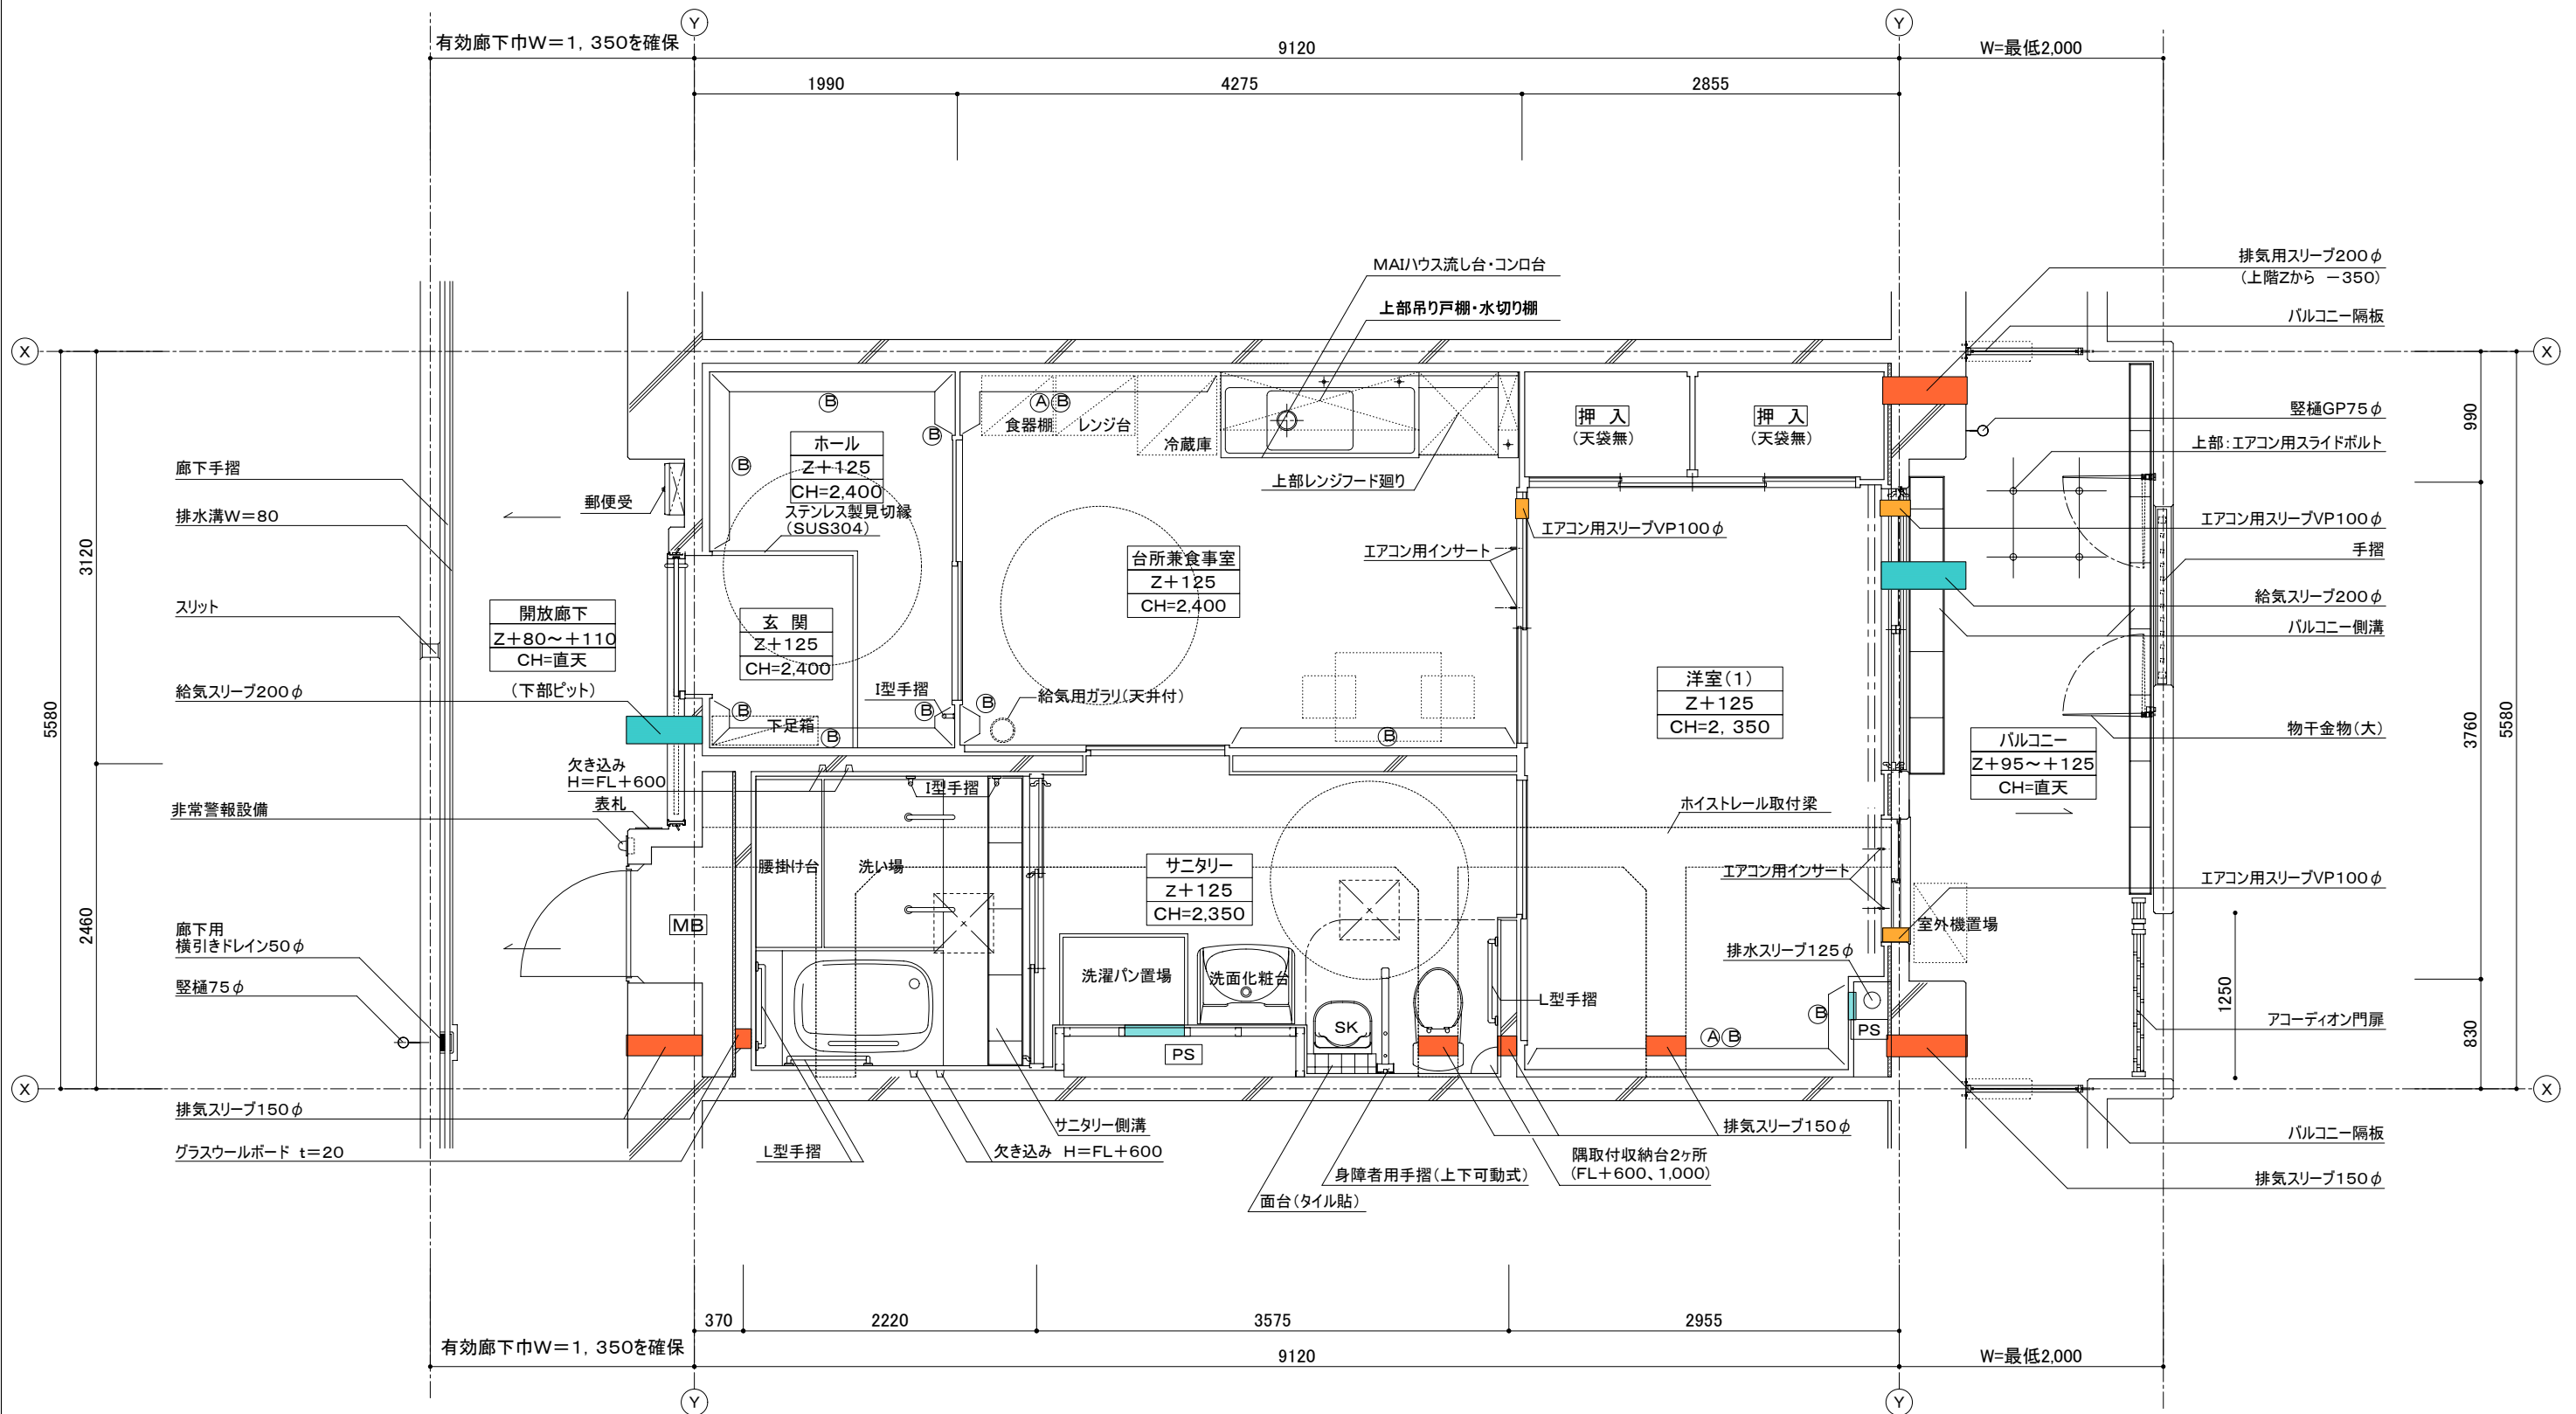 Y
Y
有効廊下巾W=1,350を確保
9120
W=最低2,000
1990
4275
2855
排気用スリーブ200φ
(上階Zから －350)
MAIハウス流し台・コンロ台
上部吊り戸棚・水切り棚
バルコニー隔板
X
X
A
B
B
B
B
食器棚
レンジ台
冷蔵庫
押 入
(天袋無)
押 入
(天袋無)
竪樋GP75φ
990
ホール
Z+125
CH=2,400
上部:エアコン用スライドボルト
廊下手摺
郵便受
上部レンジフード廻り
ステンレス製見切縁
(SUS304)
排水溝W=80
エアコン用スリーブVP100φ
エアコン用スリーブVP100φ
エアコン用インサート
手摺
3120
台所兼食事室
Z+125
CH=2,400
スリット
開放廊下
Z+80～+110
CH=直天
玄 関
Z+125
CH=2,400
給気スリーブ200φ
バルコニー側溝
給気スリーブ200φ
(下部ピット)
I型手摺
給気用ガラリ(天井付)
洋室(1)
Z+125
CH=2,350
5580
B
B
B
下足箱
B
B
物干金物(大)
3760
5580
バルコニー
Z+95～+125
CH=直天
欠き込み
H=FL+600
I型手摺
表札
非常警報設備
ホイストレール取付梁
腰掛け台
洗い場
サニタリー
Z+125
CH=2,350
エアコン用インサート
エアコン用スリーブVP100φ
2460
MB
室外機置場
廊下用
横引きドレイン50φ
排水スリーブ125φ
洗濯パン置場
洗面化粧台
L型手摺
竪樋75φ
1250
SK
B
A
B
PS
PS
アコーディオン門扉
830
X
X
排気スリーブ150φ
サニタリー側溝
排気スリーブ150φ
バルコニー隔板
グラスウールボード t=20
L型手摺
欠き込み H=FL+600
隅取付収納台2ヶ所
(FL+600、1,000)
身障者用手摺(上下可動式)
排気スリーブ150φ
面台(タイル貼)
370
2220
3575
2955
有効廊下巾W=1,350を確保
9120
W=最低2,000
Y
Y